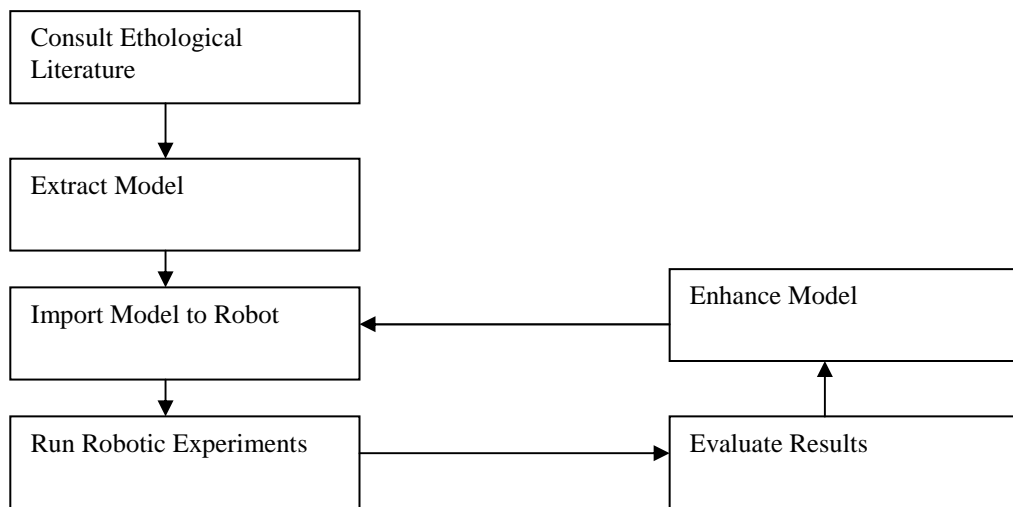 Consult Ethological
Literature
Extract Model
Import Model to Robot
Enhance Model
Run Robotic Experiments
Evaluate Results